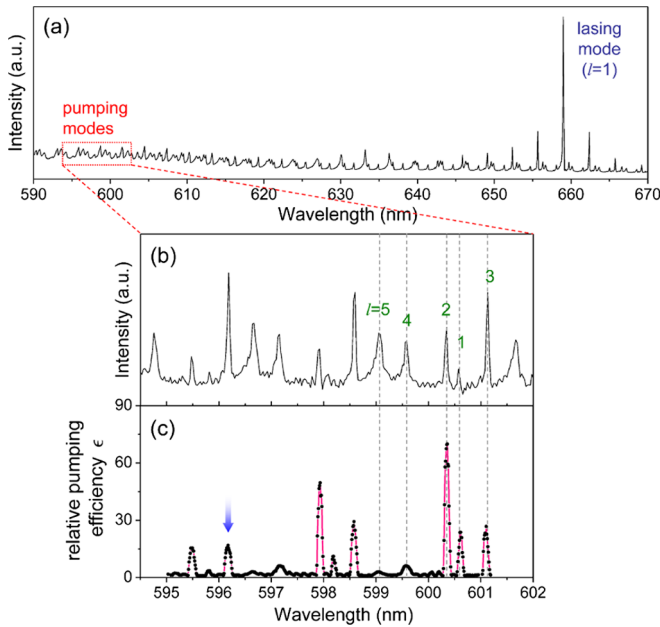 (a)
lasing
mode
(l=1)
pumping
modes
Intensity (a.u.)
590 600 610 620 630 640 650 660 670
Wavelength (nm)
(b)
l=5 4 2 1 3
Intensity (a.u.)
(c)
relative pumping
efficiency ϵ
90
60
30
0
595 596 597 598 599 600 601 602
Wavelength (nm)